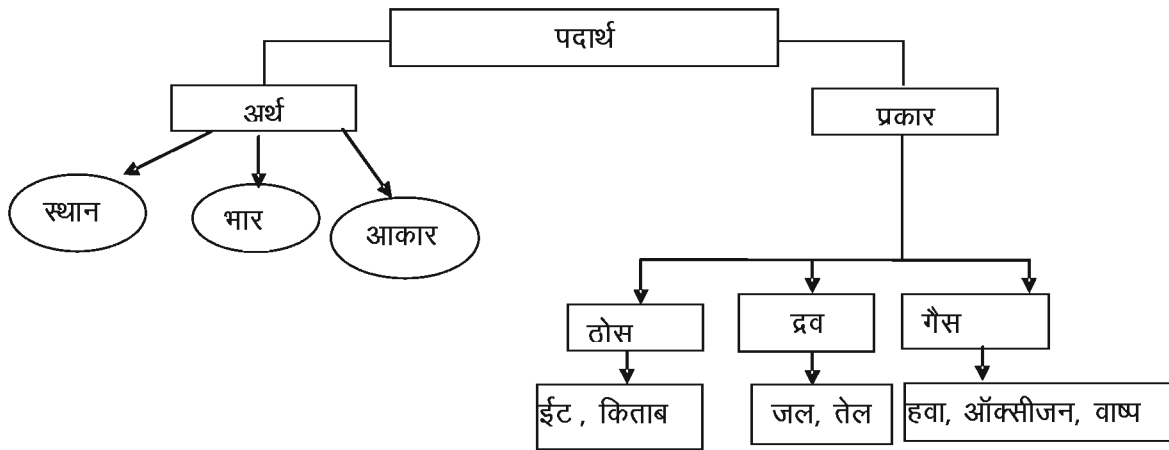 पदार्थ
अर्थ
प्रकार
स्थान
भार
आकार
ठोस
द्रव
गैस
ईट , किताब
जल, तेल
हवा, ऑक्सीजन, वाष्प